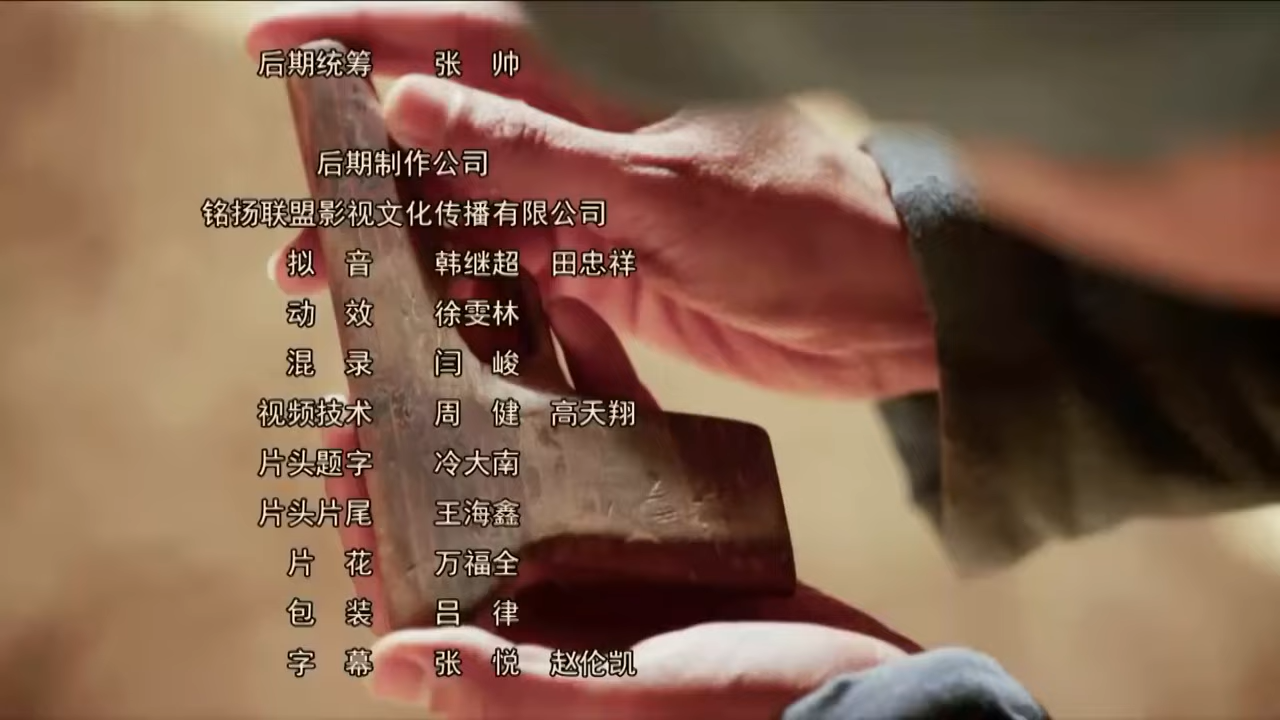 后期统筹 张 帅
后期制作公司
铭扬联盟影视文化传播有限公司
拟 音 韩继超 田忠祥
动 效 徐雯林
混 录 闫 峻
视频技术 周 健 高天翔
片头题字 冷大南
片头片尾 王海鑫
片 花 万福全
包 装 吕 律
字 幕 张 悦 赵伦凯